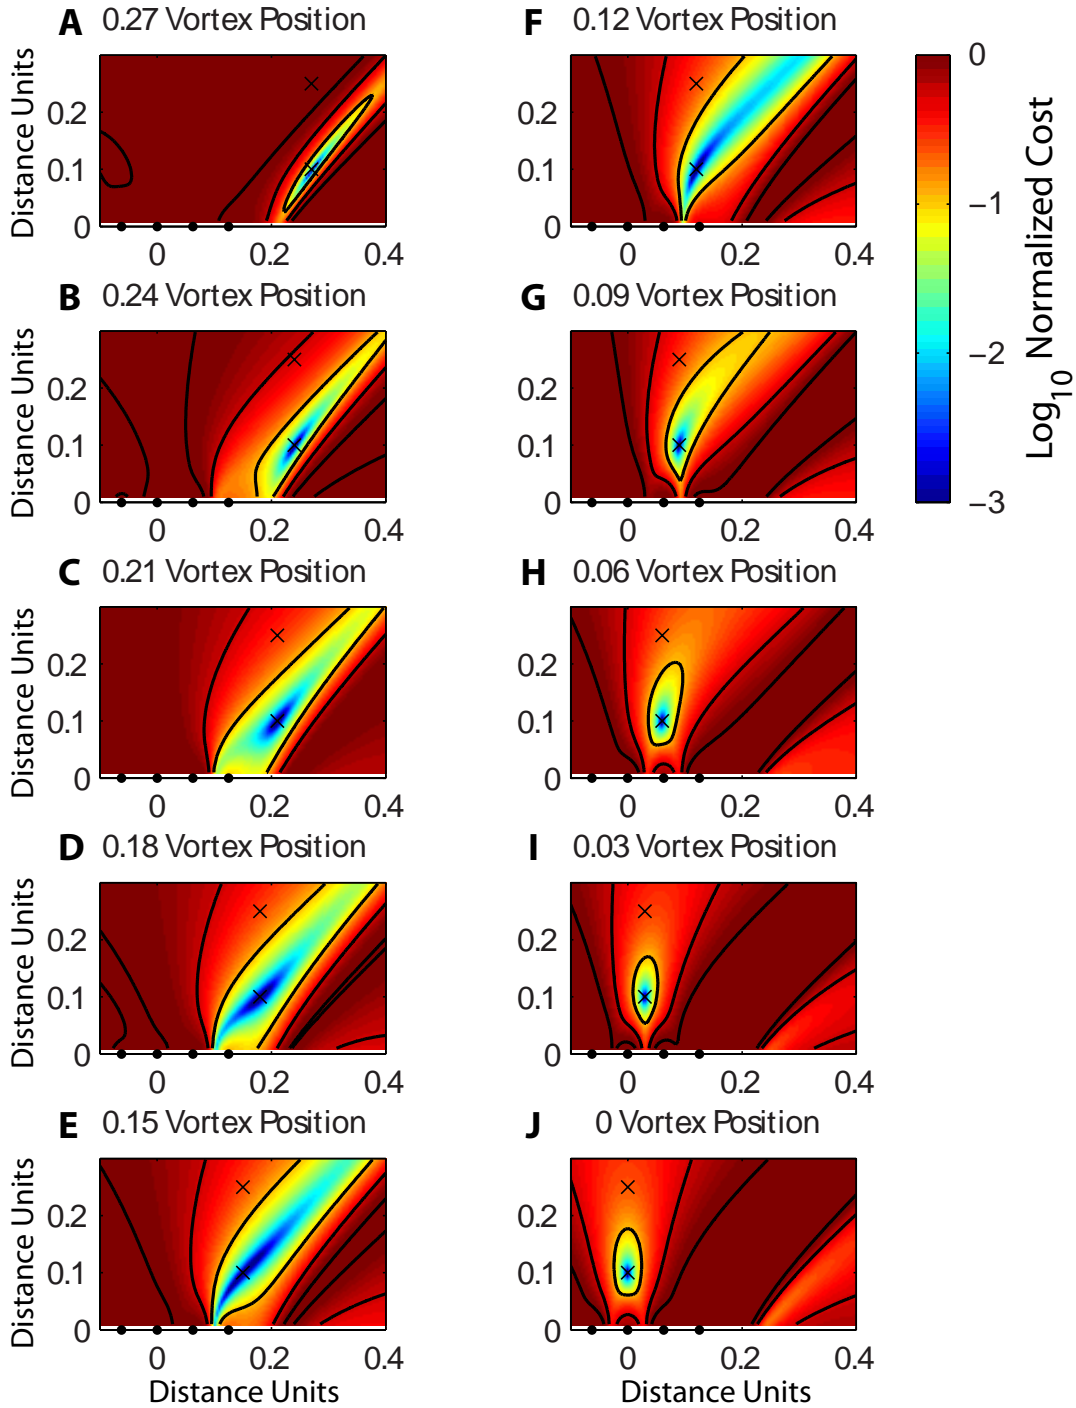 A 0.27 Vortex Position
Distance Units
0.2
0.1
0
0 0.2 0.4
B 0.24 Vortex Position
Distance Units
0.2
0.1
0
0 0.2 0.4
C 0.21 Vortex Position
Distance Units
0.2
0.1
0
0 0.2 0.4
D 0.18 Vortex Position
Distance Units
0.2
0.1
0
0 0.2 0.4
E 0.15 Vortex Position
Distance Units
0.2
0.1
0
0 0.2 0.4
Distance Units
F 0.12 Vortex Position
0.2
0.1
0
0 0.2 0.4
G 0.09 Vortex Position
0.2
0.1
0
0 0.2 0.4
H 0.06 Vortex Position
0.2
0.1
0
0 0.2 0.4
I 0.03 Vortex Position
0.2
0.1
0
0 0.2 0.4
J 0 Vortex Position
0.2
0.1
0
0 0.2 0.4
Distance Units
0
−1
−2
−3
Log10 Normalized Cost